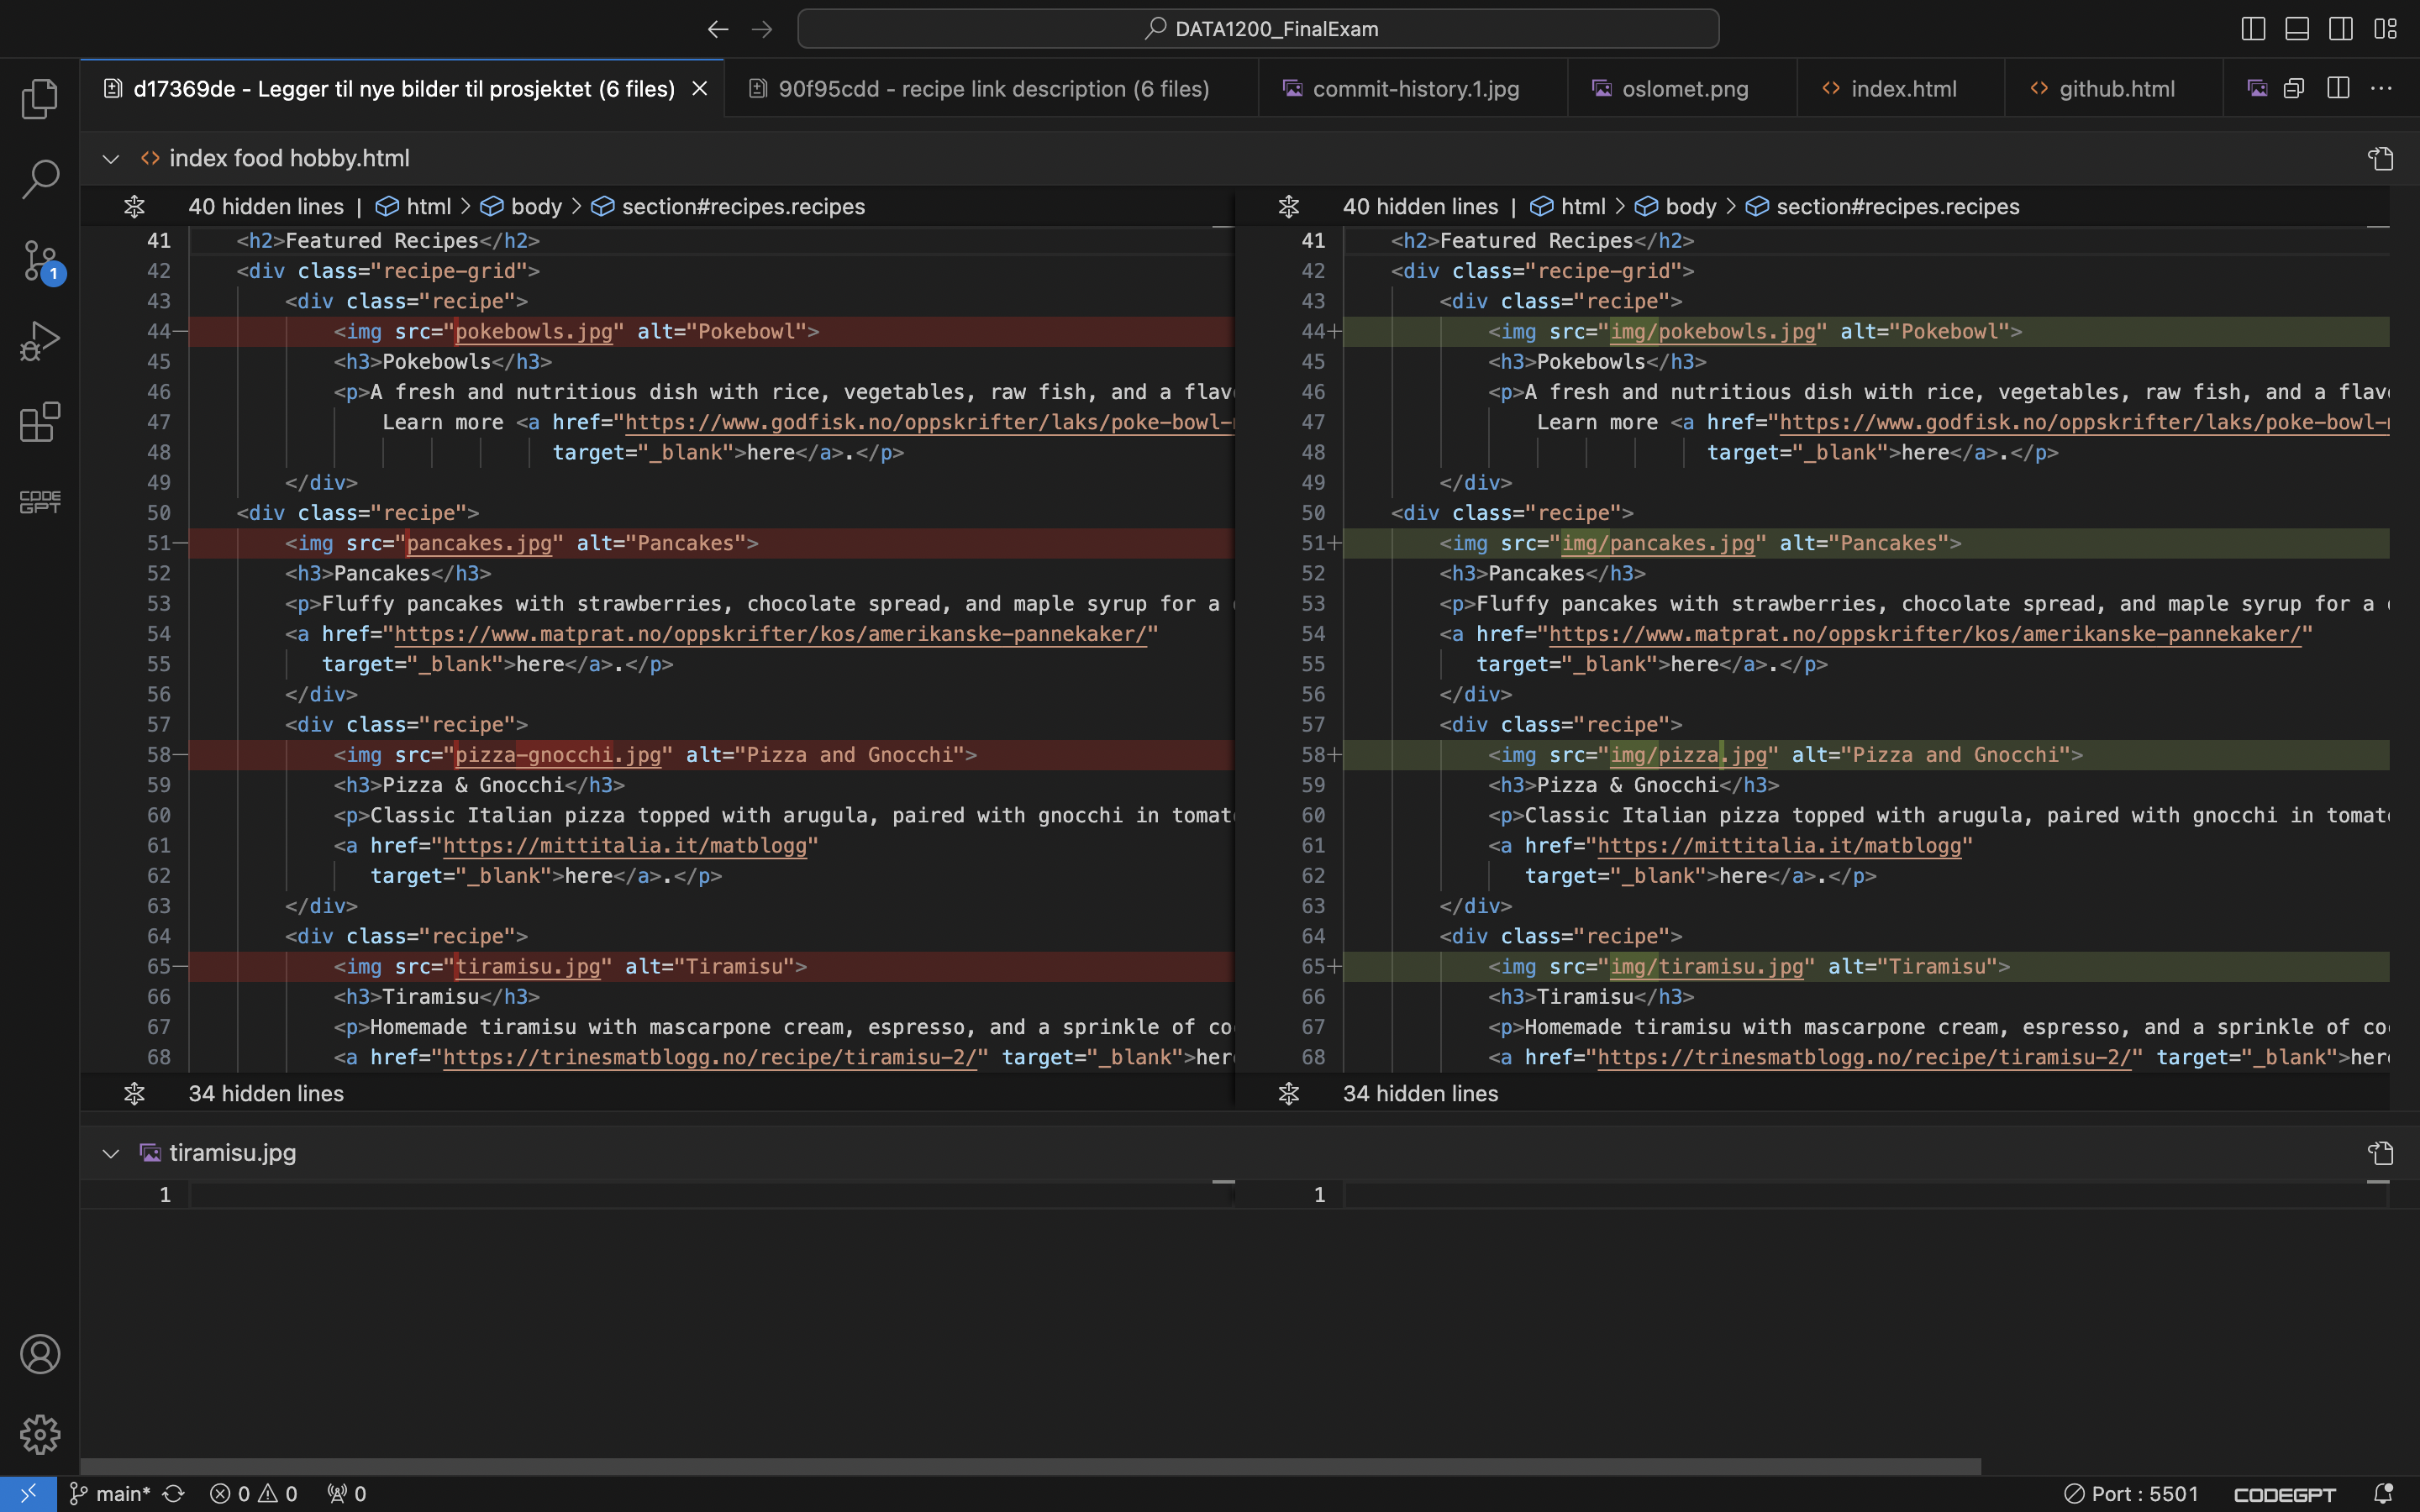 DATA1200_FinalExam
d17369de - Legger til nye bilder til prosjektet (6 files)
90f95cdd - recipe link description (6 files)
commit-history.1.jpg
oslomet.png
index.html
github.html
index food hobby.html
40 hidden lines | html > body > section#recipes.recipes
41 <h2>Featured Recipes</h2>
42 <div class="recipe-grid">
43 <div class="recipe">
44− <img src="pokebowls.jpg" alt="Pokebowl">
45 <h3>Pokebowls</h3>
46 <p>A fresh and nutritious dish with rice, vegetables, raw fish, and a flav
47 Learn more <a href="https://www.godfisk.no/oppskrifter/laks/poke-bowl-
48 target="_blank">here</a>.</p>
49 </div>
50 <div class="recipe">
51− <img src="pancakes.jpg" alt="Pancakes">
52 <h3>Pancakes</h3>
53 <p>Fluffy pancakes with strawberries, chocolate spread, and maple syrup for a
54 <a href="https://www.matprat.no/oppskrifter/kos/amerikanske-pannekaker/"
55 target="_blank">here</a>.</p>
56 </div>
57 <div class="recipe">
58− <img src="pizza-gnocchi.jpg" alt="Pizza and Gnocchi">
59 <h3>Pizza & Gnocchi</h3>
60 <p>Classic Italian pizza topped with arugula, paired with gnocchi in tomat
61 <a href="https://mittitalia.it/matblogg"
62 target="_blank">here</a>.</p>
63 </div>
64 <div class="recipe">
65− <img src="tiramisu.jpg" alt="Tiramisu">
66 <h3>Tiramisu</h3>
67 <p>Homemade tiramisu with mascarpone cream, espresso, and a sprinkle of co
68 <a href="https://trinesmatblogg.no/recipe/tiramisu-2/" target="_blank">her
34 hidden lines
40 hidden lines | html > body > section#recipes.recipes
41 <h2>Featured Recipes</h2>
42 <div class="recipe-grid">
43 <div class="recipe">
44+ <img src="img/pokebowls.jpg" alt="Pokebowl">
45 <h3>Pokebowls</h3>
46 <p>A fresh and nutritious dish with rice, vegetables, raw fish, and a flav
47 Learn more <a href="https://www.godfisk.no/oppskrifter/laks/poke-bowl-
48 target="_blank">here</a>.</p>
49 </div>
50 <div class="recipe">
51+ <img src="img/pancakes.jpg" alt="Pancakes">
52 <h3>Pancakes</h3>
53 <p>Fluffy pancakes with strawberries, chocolate spread, and maple syrup for a
54 <a href="https://www.matprat.no/oppskrifter/kos/amerikanske-pannekaker/"
55 target="_blank">here</a>.</p>
56 </div>
57 <div class="recipe">
58+ <img src="img/pizza.jpg" alt="Pizza and Gnocchi">
59 <h3>Pizza & Gnocchi</h3>
60 <p>Classic Italian pizza topped with arugula, paired with gnocchi in tomat
61 <a href="https://mittitalia.it/matblogg"
62 target="_blank">here</a>.</p>
63 </div>
64 <div class="recipe">
65+ <img src="img/tiramisu.jpg" alt="Tiramisu">
66 <h3>Tiramisu</h3>
67 <p>Homemade tiramisu with mascarpone cream, espresso, and a sprinkle of co
68 <a href="https://trinesmatblogg.no/recipe/tiramisu-2/" target="_blank">her
34 hidden lines
tiramisu.jpg
1
1
1
CODE GPT
main*
0
0
0
Port : 5501
CODEGPT